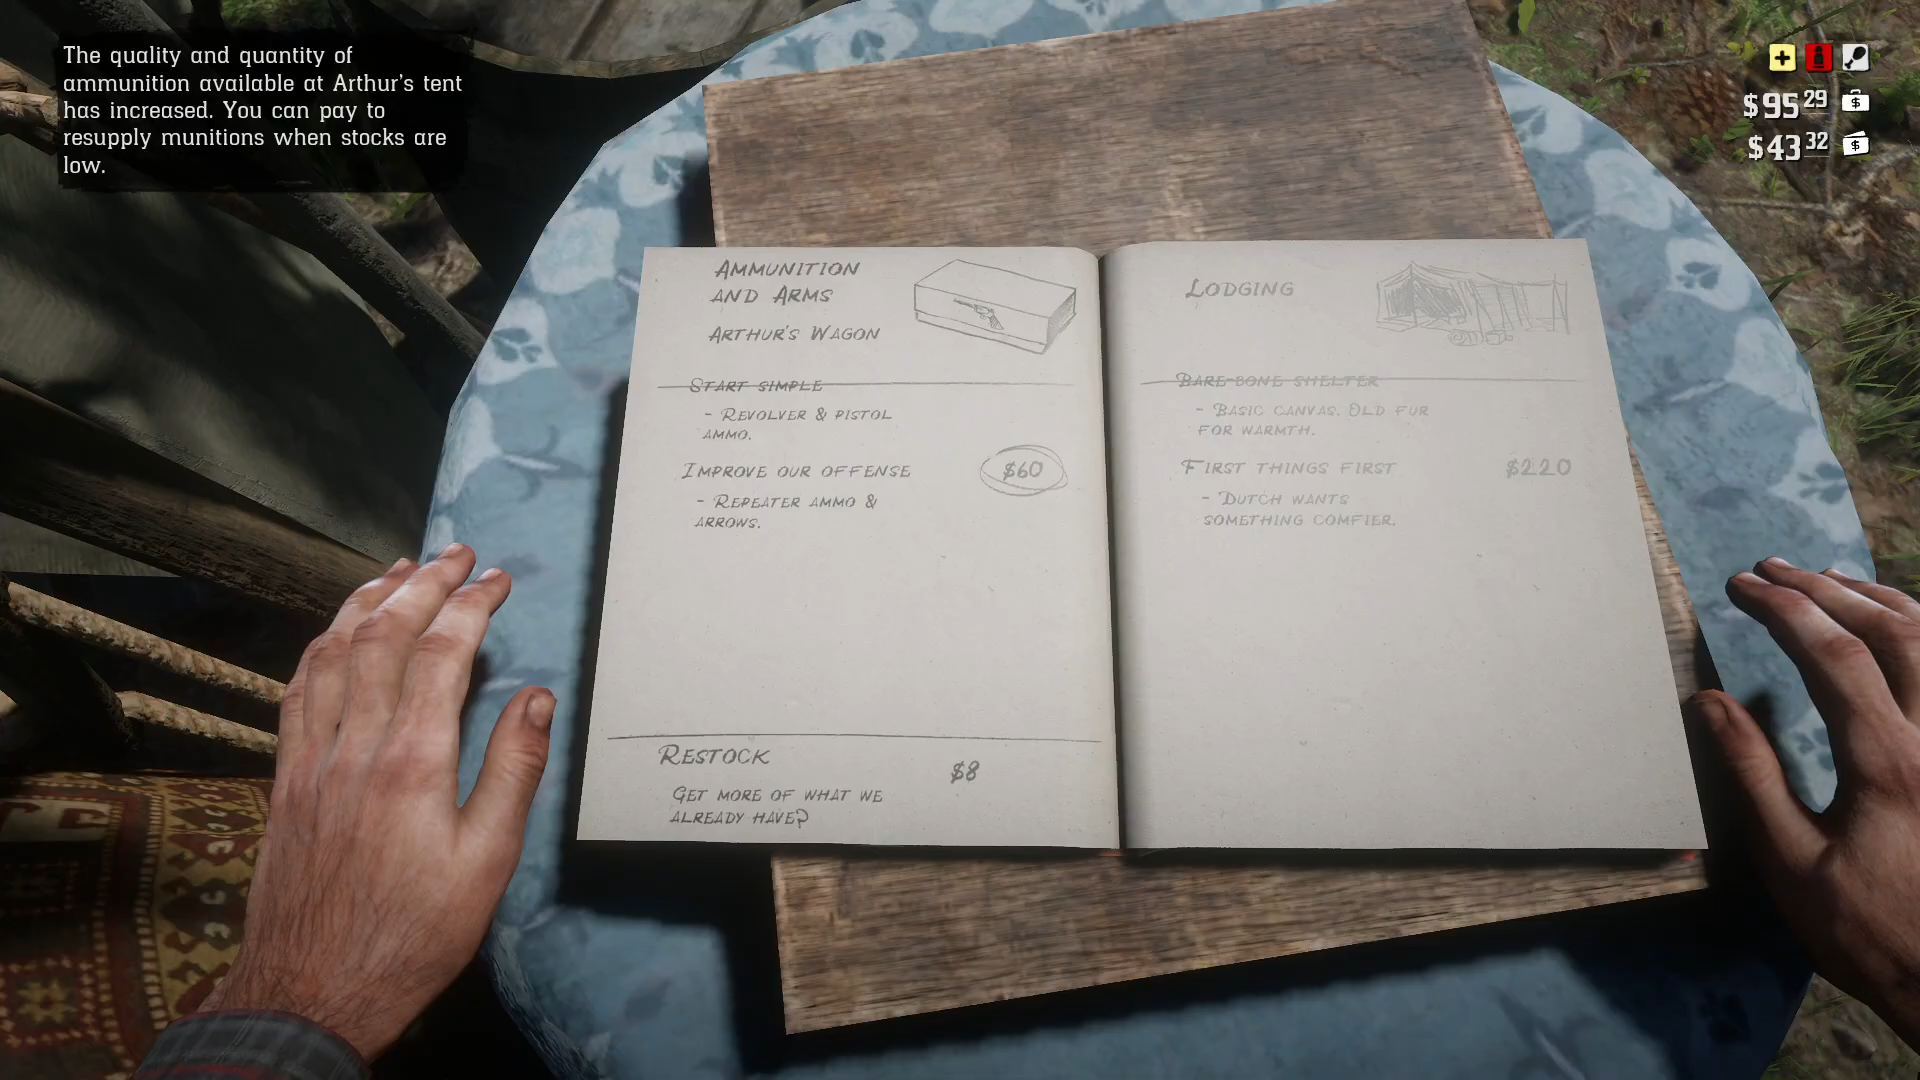 The quality and quantity of
ammunition available at Arthur's tent
has increased. You can pay to
resupply munitions when stocks are
low.
$95 29
$43 32
AMMUNITION
AND ARMS
ARTHUR'S WAGON
START SIMPLE
- REVOLVER & PISTOL
AMMO.
IMPROVE OUR OFFENSE $60
- REPEATER AMMO &
ARROWS.
RESTOCK $8
GET MORE OF WHAT WE
ALREADY HAVE?
LODGING
BARE-BONE SHELTER
- BASIC CANVAS. OLD FUR
FOR WARMTH.
FIRST THINGS FIRST $220
- DUTCH WANTS
SOMETHING COMFIER.